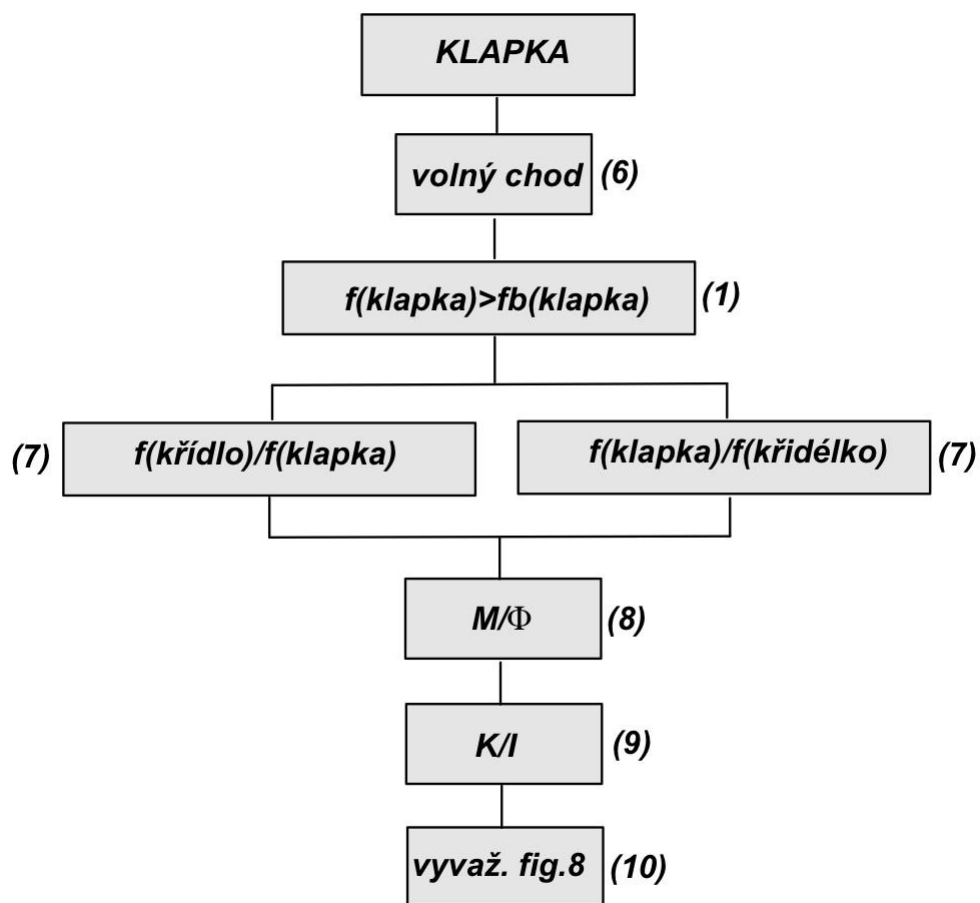 KLAPKA
volný chod (6)
f(klapka)>fb(klapka) (1)
(7) f(křídlo)/f(klapka)
f(klapka)/f(křidélko) (7)
M/Φ (8)
K/I (9)
vyvaž. fig.8 (10)